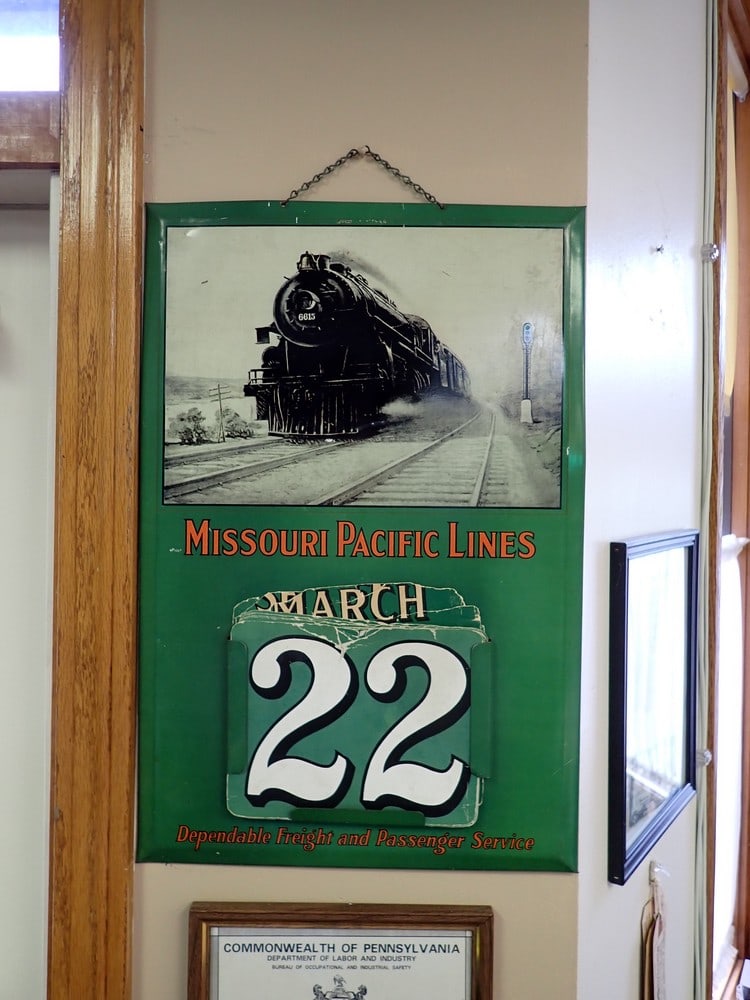 6615
MISSOURI PACIFIC LINES
MARCH
22
Dependable Freight and Passenger Service
COMMONWEALTH OF PENNSYLVANIA
DEPARTMENT OF LABOR AND INDUSTRY
BUREAU OF OCCUPATIONAL AND INDUSTRIAL SAFETY